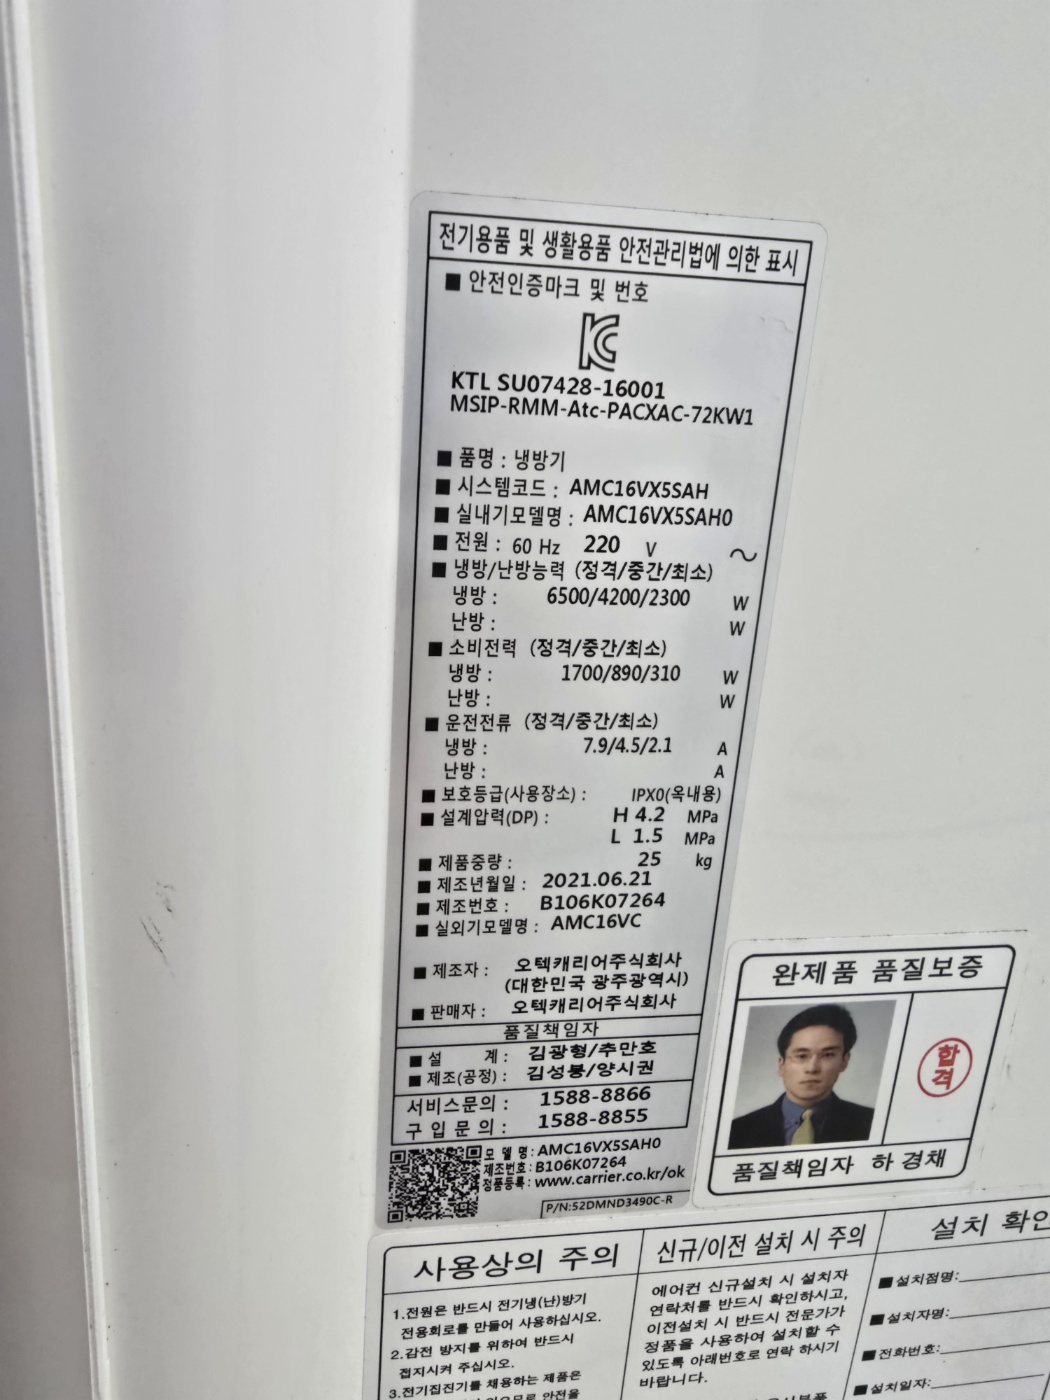 전기용품 및 생활용품 안전관리법에 의한 표시
■ 안전인증마크 및 번호
KC
KTL SU07428-16001
MSIP-RMM-Atc-PACXAC-72KW1
■ 품명 : 냉방기
■ 시스템코드 : AMC16VX5SAH
■ 실내기모델명 : AMC16VX5SAH0
■ 전원 : 60 Hz 220 V ~
■ 냉방/난방능력 (정격/중간/최소)
냉방 : 6500/4200/2300 W
난방 : W
■ 소비전력 (정격/중간/최소)
냉방 : 1700/890/310 W
난방 : W
■ 운전전류 (정격/중간/최소)
냉방 : 7.9/4.5/2.1 A
난방 : A
■ 보호등급(사용장소) : IPX0(옥내용)
■ 설계압력(DP) : H 4.2 MPa
L 1.5 MPa
■ 제품중량 : 25 kg
■ 제조년월일 : 2021.06.21
■ 제조번호 : B106K07264
■ 실외기모델명 : AMC16VC
■ 제조자 : 오텍캐리어주식회사
(대한민국 광주광역시)
■ 판매자 : 오텍캐리어주식회사
품질책임자
■ 설 계 : 김광형/추만호
■ 제조(공정) : 김성붕/양시권
서비스문의 : 1588-8866
구 입 문 의 : 1588-8855
모 델 명 : AMC16VX5SAH0
제조번호 : B106K07264
정품등록 : www.carrier.co.kr/ok
P/N:52DMND3490C-R
완제품 품질보증
합격
품질책임자 하 경채
사용상의 주의
1.전원은 반드시 전기냉(난)방기
전용회로를 만들어 사용하십시오.
2.감전 방지를 위하여 반드시
접지시켜 주십시오.
3.전기집진기를 채용하는 제품은
안전을
신규/이전 설치 시 주의
에어컨 신규설치 시 설치자
연락처를 반드시 확인하시고,
이전설치 시 반드시 전문가가
정품을 사용하여 설치할 수
있도록 아래번호로 연락 하시기
바랍니다.
설치 확인
■설치점명:
■설치자명:
■전화번호:
■설치일자: